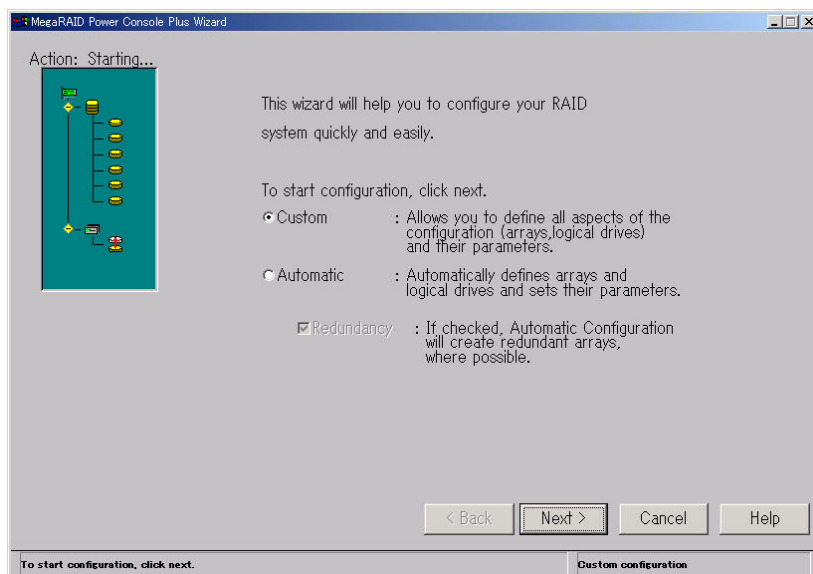 MegaRAID Power Console Plus Wizard
Action: Starting...
This wizard will help you to configure your RAID
system quickly and easily.
To start configuration, click next.
Custom : Allows you to define all aspects of the
configuration (arrays,logical drives)
and their parameters.
Automatic : Automatically defines arrays and
logical drives and sets their parameters.
Redundancy : If checked, Automatic Configuration
will create redundant arrays,
where possible.
< Back Next > Cancel Help
To start configuration, click next. Custom configuration